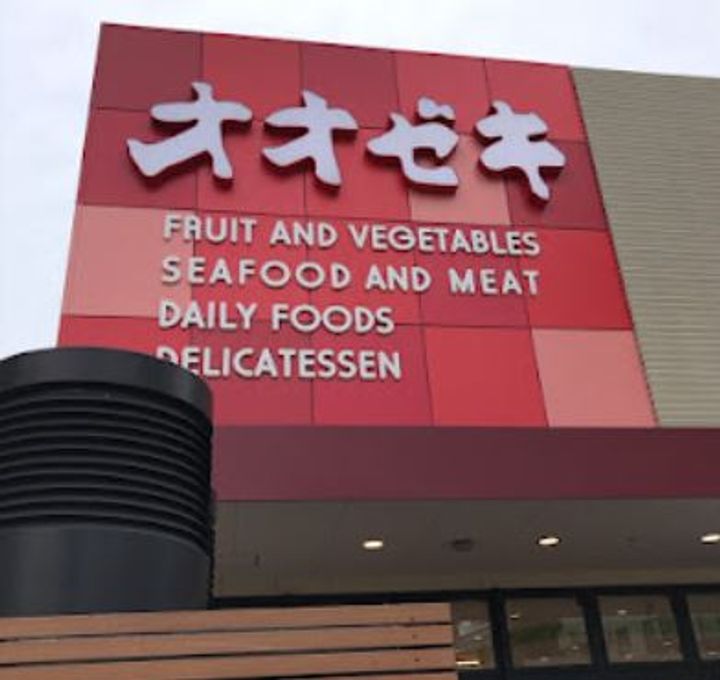 オオゼキ
FRUIT AND VEGETABLES
SEAFOOD AND MEAT
DAILY FOODS
DELICATESSEN